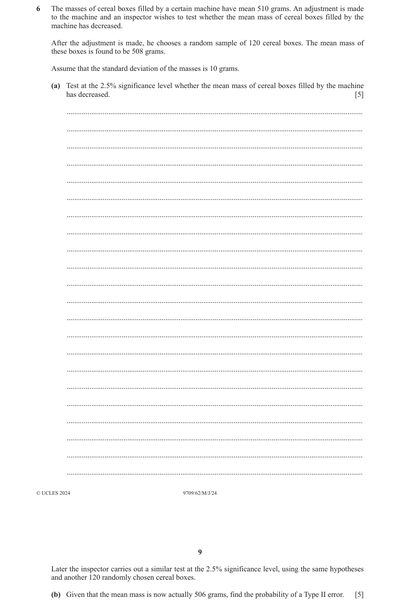 6 The masses of cereal boxes filled by a certain machine have mean 510 grams. An adjustment is made
to the machine and an inspector wishes to test whether the mean mass of cereal boxes filled by the
machine has decreased.
After the adjustment is made, he chooses a random sample of 120 cereal boxes. The mean mass of
these boxes is found to be 508 grams.
Assume that the standard deviation of the masses is 10 grams.
(a) Test at the 2.5% significance level whether the mean mass of cereal boxes filled by the machine
has decreased. [5]
© UCLES 2024 9709/62/M/J/24
9
Later the inspector carries out a similar test at the 2.5% significance level, using the same hypotheses
and another 120 randomly chosen cereal boxes.
(b) Given that the mean mass is now actually 506 grams, find the probability of a Type II error. [5]